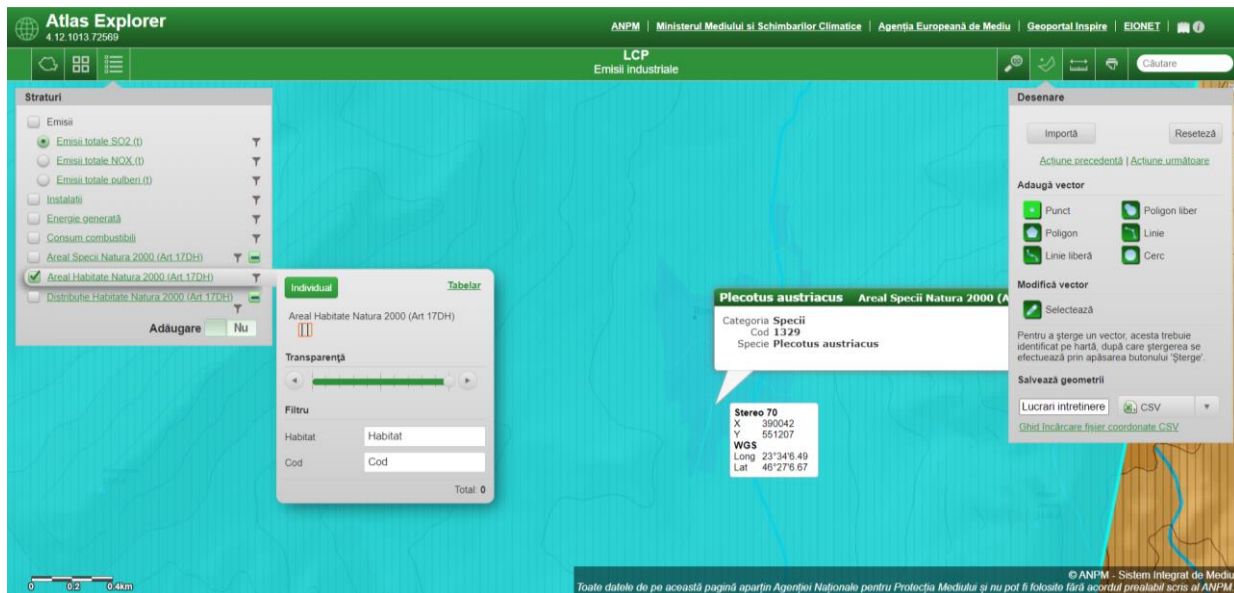 Atlas Explorer
4.12.1013.72569
ANPM | Ministerul Mediului si Schimbarilor Climatice | Agenția Europeană de Mediu | Geoportal Inspire | EIONET |
LCP
Emisii industriale
Căutare
Straturi
Emisii
Emisii totale SO2 (t)
Emisii totale NOX (t)
Emisii totale pulberi (t)
Instalatii
Energie generată
Consum combustibili
Areal Specii Natura 2000 (Art 17DH)
Areal Habitate Natura 2000 (Art 17DH)
Distributie Habitate Natura 2000 (Art 17DH)
Adăugare Nu
Individual Tabelar
Areal Habitate Natura 2000 (Art 17DH)
Transparenţă
Filtru
Habitat Habitat
Cod Cod
Total: 0
Plecotus austriacus Areal Specii Natura 2000 (A
Categoria Specii
Cod 1329
Specie Plecotus austriacus
Stereo 70
X 390042
Y 551207
WGS
Long 23°34'6.49
Lat 46°27'6.67
Desenare
Importă Resetează
Acțiune precedentă | Acțiune următoare
Adaugă vector
Punct Poligon liber
Poligon Linie
Linie liberă Cerc
Modifică vector
Selectează
Pentru a șterge un vector, acesta trebuie
identificat pe hartă, după care ștergerea se
efectuează prin apăsarea butonului 'Șterge'.
Salvează geometrii
Lucrari intretinere CSV
Ghid încărcare fișier coordonate CSV
0 0.2 0.4km
© ANPM - Sistem Integrat de Mediu
Toate datele de pe această pagină aparțin Agenției Naționale pentru Protecția Mediului și nu pot fi folosite fără acordul prealabil scris al ANPM